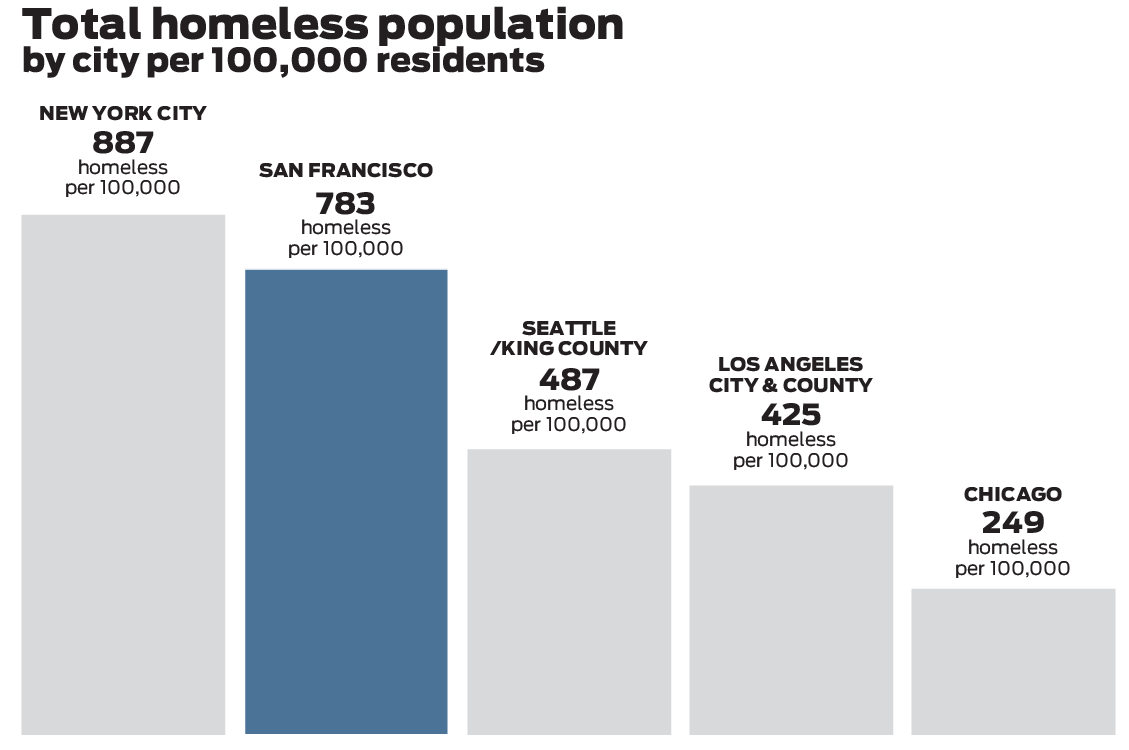 Total homeless population
by city per 100,000 residents
NEW YORK CITY
887
homeless
per 100,000
SAN FRANCISCO
783
homeless
per 100,000
SEATTLE
/KING COUNTY
487
homeless
per 100,000
LOS ANGELES
CITY & COUNTY
425
homeless
per 100,000
CHICAGO
249
homeless
per 100,000